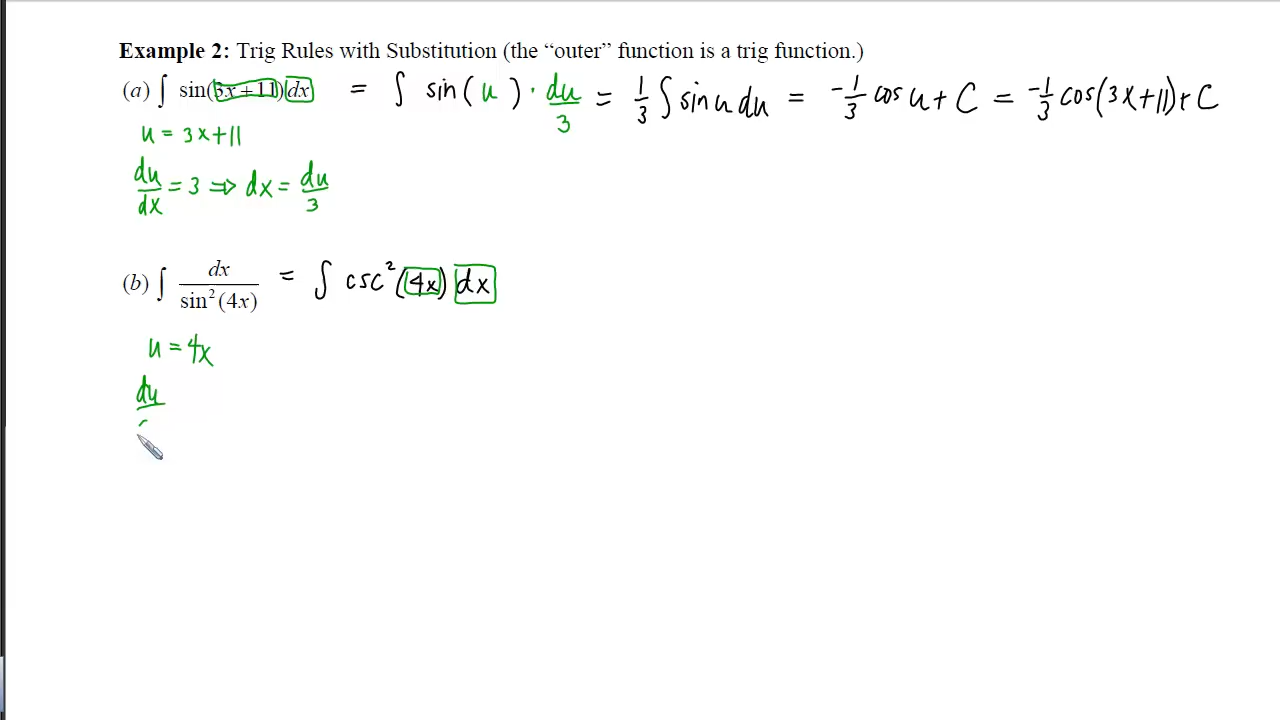 Example 2: Trig Rules with Substitution (the “outer” function is a trig function.)
(a) ∫ sin(3x+11)dx = ∫ sin(u) · du/3 = 1/3 ∫ sin u du = -1/3 cos u + C = -1/3 cos(3x+11)+C
u = 3x+11
du/dx = 3 ⇒ dx = du/3
(b) ∫ dx/sin²(4x) = ∫ csc²(4x) dx
u = 4x
du